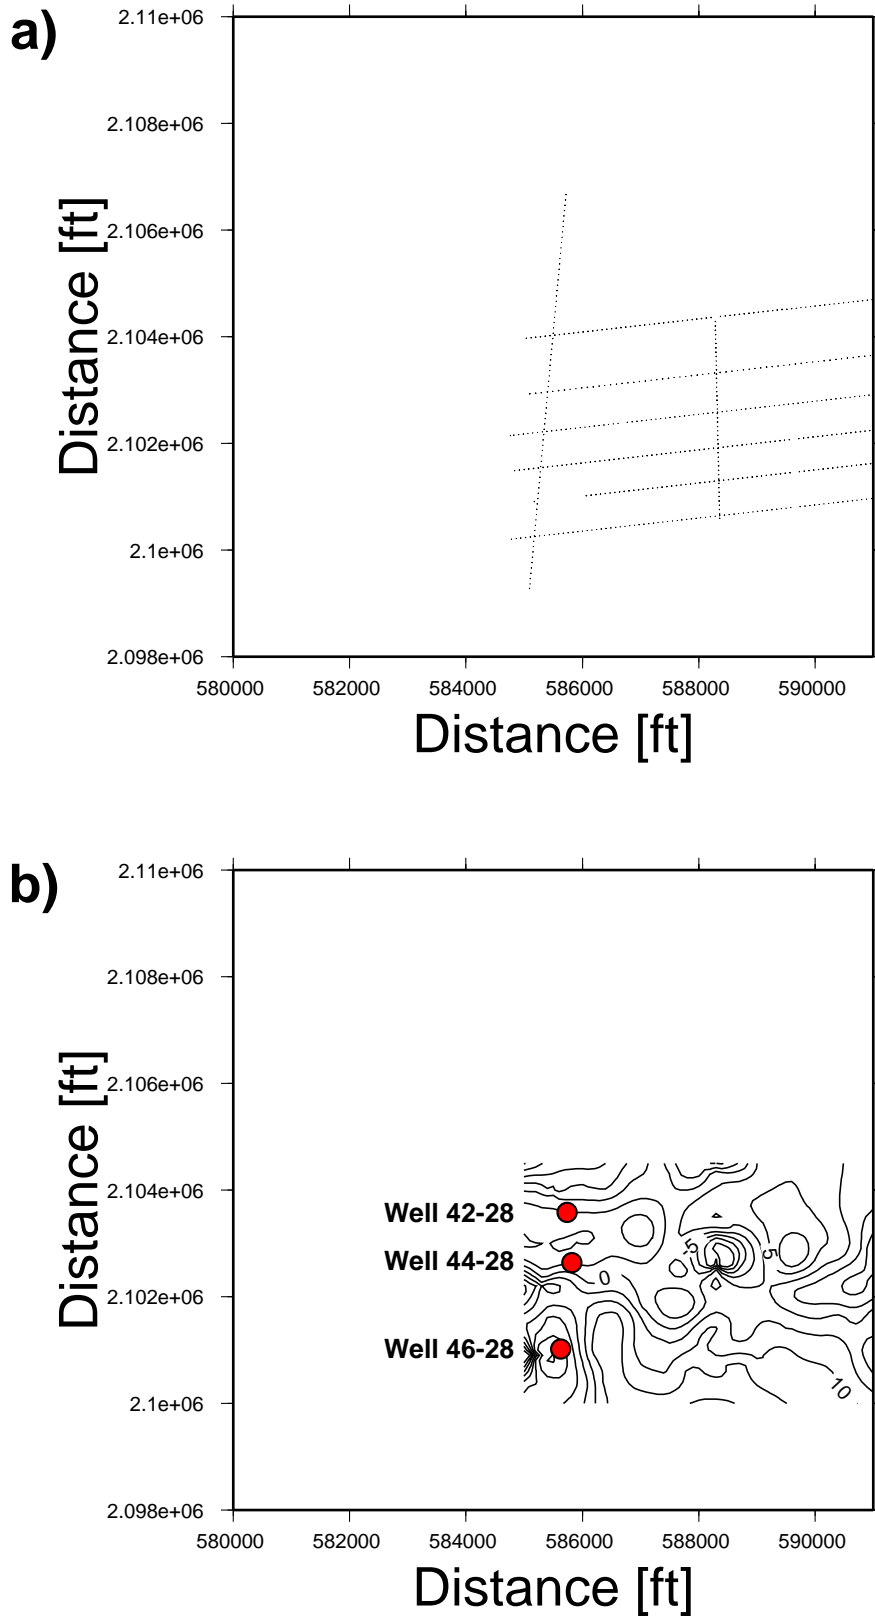 a)
2.11e+06
2.108e+06
2.106e+06
2.104e+06
2.102e+06
2.1e+06
2.098e+06
Distance [ft]
580000 582000 584000 586000 588000 590000
Distance [ft]
b)
2.11e+06
2.108e+06
2.106e+06
2.104e+06
2.102e+06
2.1e+06
2.098e+06
Distance [ft]
Well 42-28
Well 44-28
Well 46-28
-5
5
0
10
580000 582000 584000 586000 588000 590000
Distance [ft]